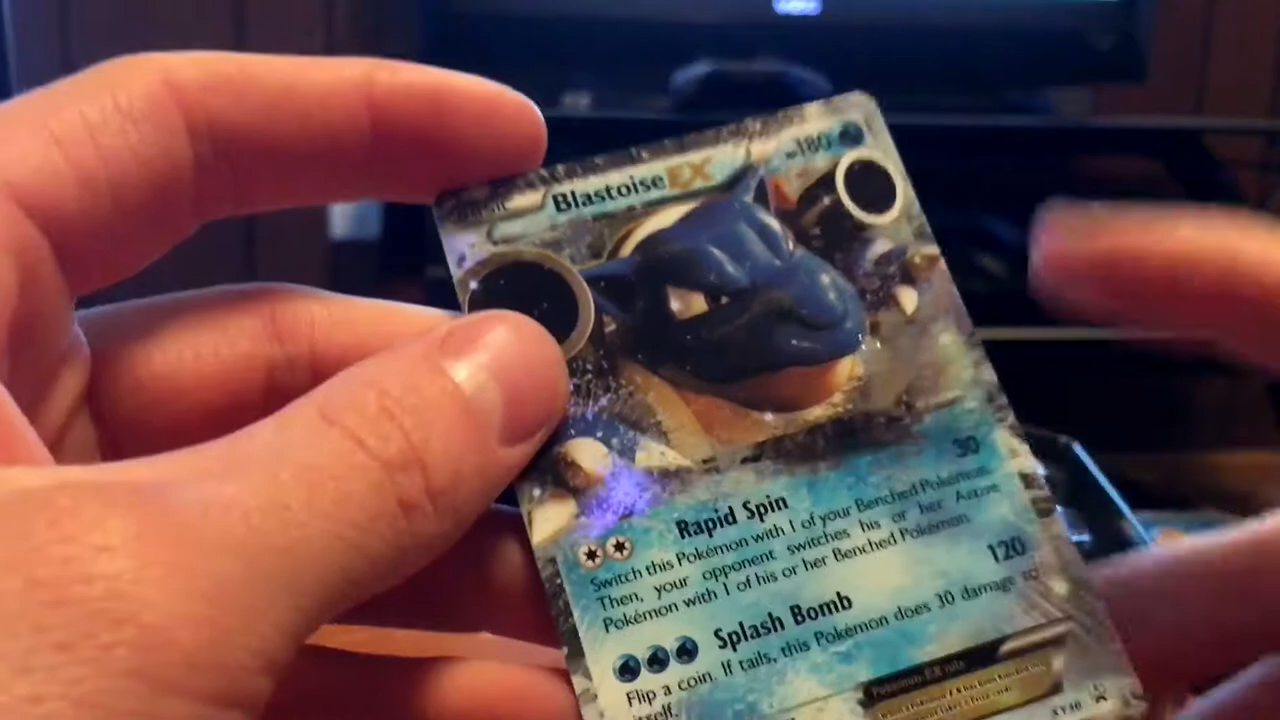 BASIC
Blastoise EX
HP180
Rapid Spin 30
Switch this Pokémon with 1 of your Benched Pokémon.
Then, your opponent switches his or her Active
Pokémon with 1 of his or her Benched Pokémon.
Splash Bomb 120
Flip a coin. If tails, this Pokémon does 30 damage to
itself.
Pokémon-EX rule